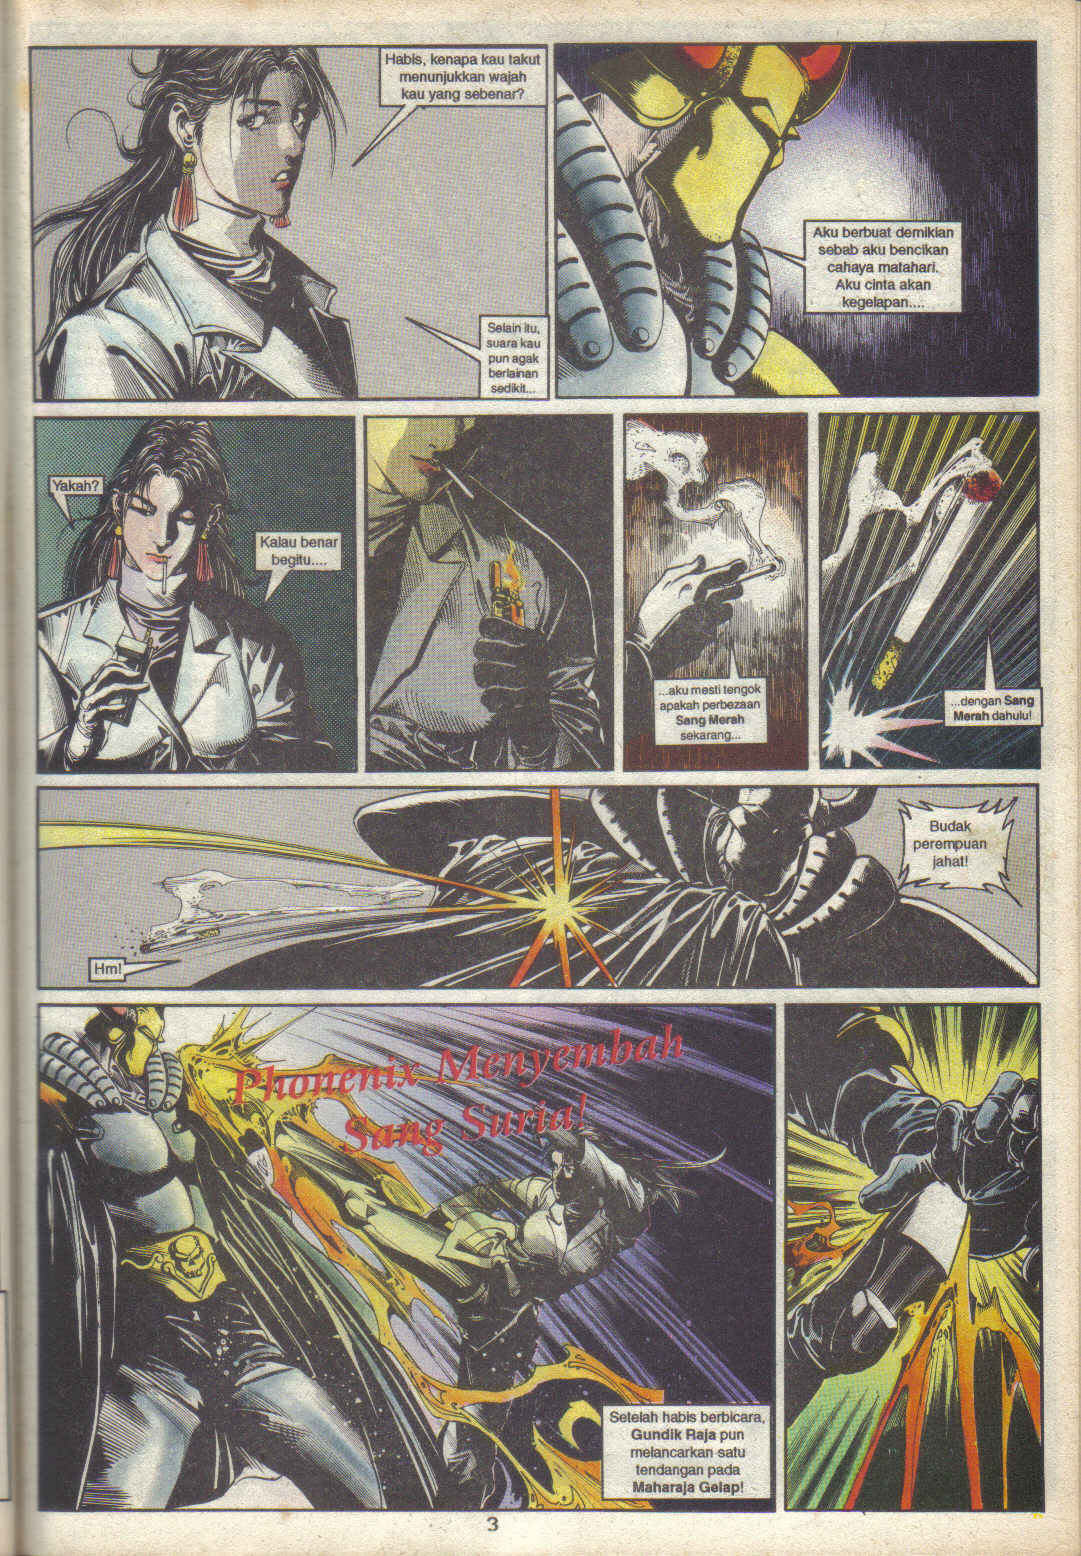 Habis, kenapa kau takut
menunjukkan wajah
kau yang sebenar?
Selain itu,
suara kau
pun agak
berlainan
sedikit...
Aku berbuat demikian
sebab aku bencikan
cahaya matahari.
Aku cinta akan
kegelapan....
Yakah?
Kalau benar
begitu....
...aku mesti tengok
apakah perbezaan
Sang Merah
sekarang...
...dengan Sang
Merah dahulu!
Budak
perempuan
jahat!
Hm!
Phonenix Menyembah
Sang Suria!
Setelah habis berbicara,
Gundik Raja pun
melancarkan satu
tendangan pada
Maharaja Gelap!
3